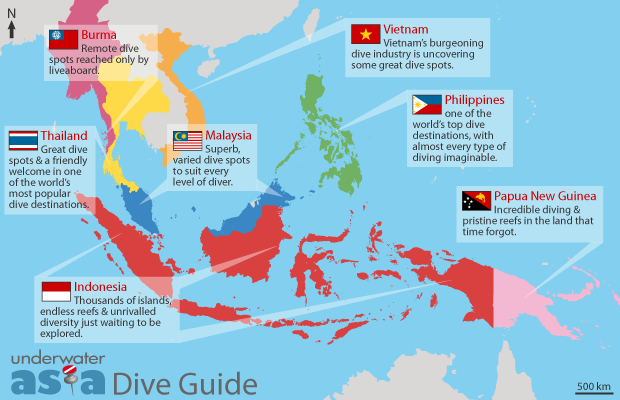 N
Burma
Remote dive
spots reached only by
liveaboard.
Vietnam
Vietnam's burgeoning
dive industry is uncovering
some great dive spots.
Philippines
one of the
world's top dive
destinations, with
almost every type of
diving imaginable.
Thailand
Great dive
spots & a friendly
welcome in one
of the world's
most popular
dive destinations.
Malaysia
Superb,
varied dive spots
to suit every
level of diver.
Papua New Guinea
Incredible diving &
pristine reefs in the land that
time forgot.
Indonesia
Thousands of islands,
endless reefs & unrivalled
diversity just waiting to be
explored.
underwater
asia Dive Guide
500 km